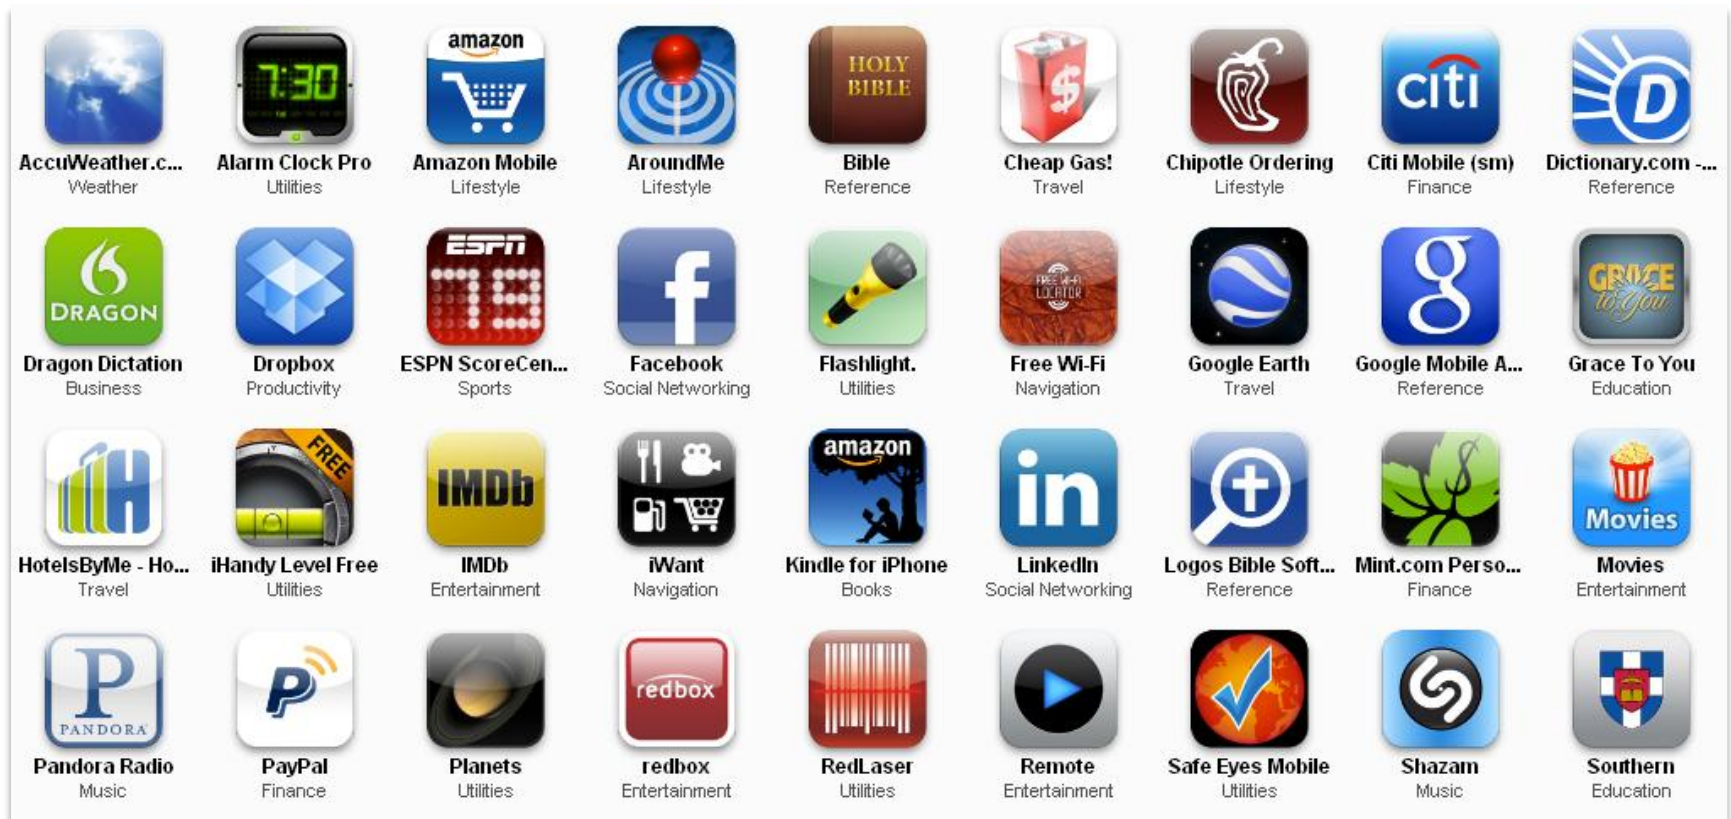 7:30
amazon
HOLY
BIBLE
$
citi
D
AccuWeather.c... Alarm Clock Pro Amazon Mobile AroundMe Bible Cheap Gas! Chipotle Ordering Citi Mobile (sm) Dictionary.com -...
Weather Utilities Lifestyle Lifestyle Reference Travel Lifestyle Finance Reference
DRAGON
ESPN
79
f
FREE WI-FI
LOCATOR
g
GRACE
to You
Dragon Dictation Dropbox ESPN ScoreCen... Facebook Flashlight. Free Wi-Fi Google Earth Google Mobile A... Grace To You
Business Productivity Sports Social Networking Utilities Navigation Travel Reference Education
H
FREE
IMDb
amazon
in
Movies
HotelsByMe - Ho... iHandy Level Free IMDb iWant Kindle for iPhone LinkedIn Logos Bible Soft... Mint.com Perso... Movies
Travel Utilities Entertainment Navigation Books Social Networking Reference Finance Entertainment
P
PANDORA
P
redbox
Pandora Radio PayPal Planets redbox RedLaser Remote Safe Eyes Mobile Shazam Southern
Music Finance Utilities Entertainment Utilities Entertainment Utilities Music Education